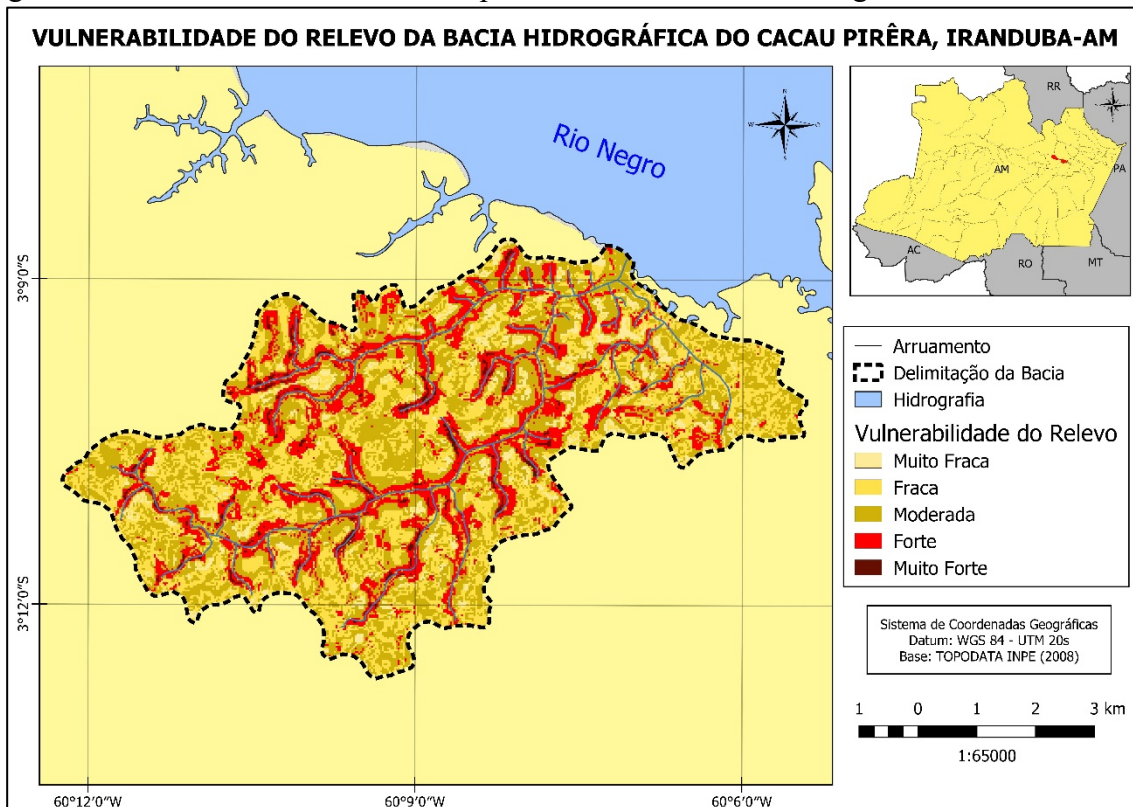 VULNERABILIDADE DO RELEVO DA BACIA HIDROGRÁFICA DO CACAU PIRÊRA, IRANDUBA-AM
Rio Negro
N
W
E
S
3°9'0"S
3°12'0"S
60°12'0"W
60°9'0"W
60°6'0"W
RR
AM
PA
AC
RO
MT
Arruamento
Delimitação da Bacia
Hidrografia
Vulnerabilidade do Relevo
Muito Fraca
Fraca
Moderada
Forte
Muito Forte
Sistema de Coordenadas Geográficas
Datum: WGS 84 - UTM 20s
Base: TOPODATA INPE (2008)
1 0 1 2 3 km
1:65000